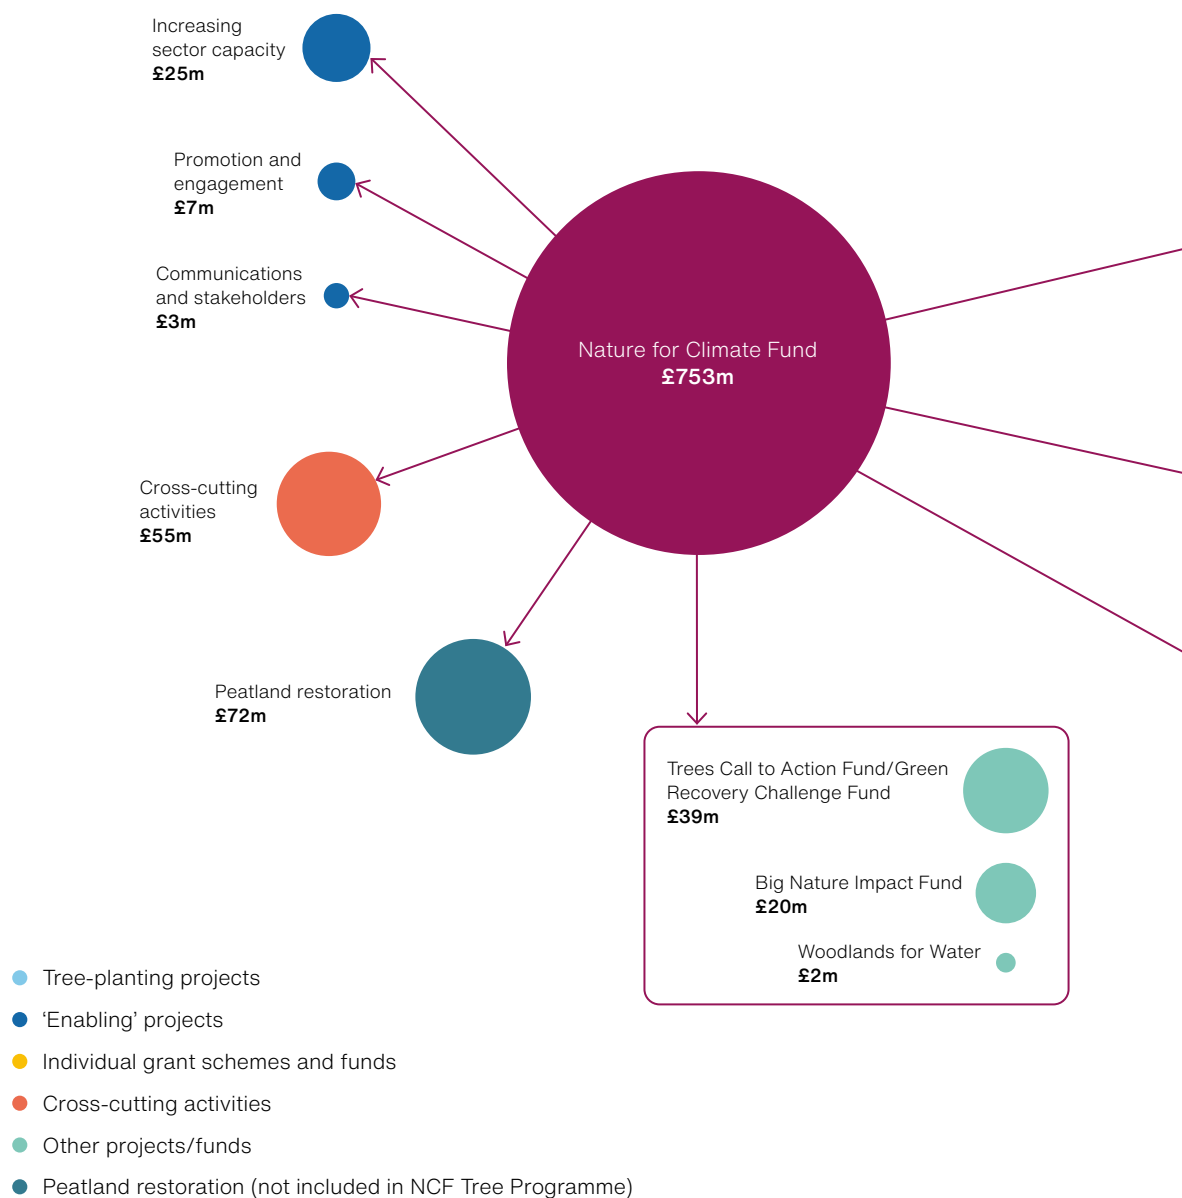 Increasing
sector capacity
£25m
Promotion and
engagement
£7m
Communications
and stakeholders
£3m
Nature for Climate Fund
£753m
Cross-cutting
activities
£55m
Peatland restoration
£72m
Trees Call to Action Fund/Green
Recovery Challenge Fund
£39m
Big Nature Impact Fund
£20m
Woodlands for Water
£2m
Tree-planting projects
‘Enabling’ projects
Individual grant schemes and funds
Cross-cutting activities
Other projects/funds
Peatland restoration (not included in NCF Tree Programme)